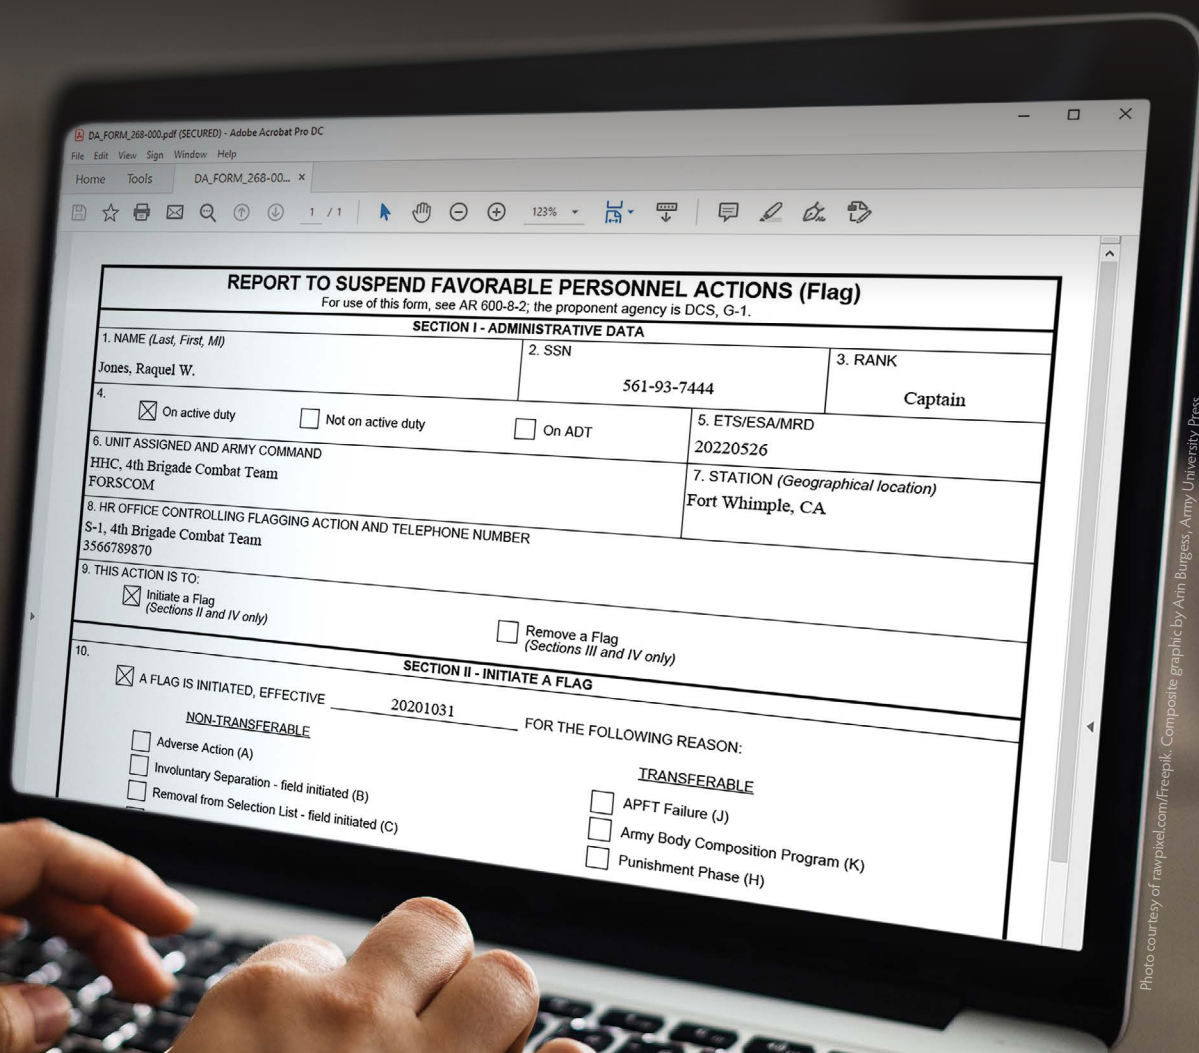 DA_FORM_268-000.pdf (SECURED) - Adobe Acrobat Pro DC
File Edit View Sign Window Help
Home Tools DA_FORM_268-00... ×
1 / 1 123%
REPORT TO SUSPEND FAVORABLE PERSONNEL ACTIONS (Flag)
For use of this form, see AR 600-8-2; the proponent agency is DCS, G-1.
SECTION I - ADMINISTRATIVE DATA
1. NAME (Last, First, MI)
Jones, Raquel W.
2. SSN
561-93-7444
3. RANK
Captain
4.
On active duty
Not on active duty
On ADT
5. ETS/ESA/MRD
20220526
6. UNIT ASSIGNED AND ARMY COMMAND
HHC, 4th Brigade Combat Team
FORSCOM
7. STATION (Geographical location)
Fort Whimple, CA
8. HR OFFICE CONTROLLING FLAGGING ACTION AND TELEPHONE NUMBER
S-1, 4th Brigade Combat Team
3566789870
9. THIS ACTION IS TO:
Initiate a Flag
(Sections II and IV only)
Remove a Flag
(Sections III and IV only)
SECTION II - INITIATE A FLAG
10.
A FLAG IS INITIATED, EFFECTIVE 20201031 FOR THE FOLLOWING REASON:
NON-TRANSFERABLE
Adverse Action (A)
Involuntary Separation - field initiated (B)
Removal from Selection List - field initiated (C)
TRANSFERABLE
APFT Failure (J)
Army Body Composition Program (K)
Punishment Phase (H)
Photo courtesy of rawpixel.com/Freepik. Composite graphic by Arin Burgess, Army University Press